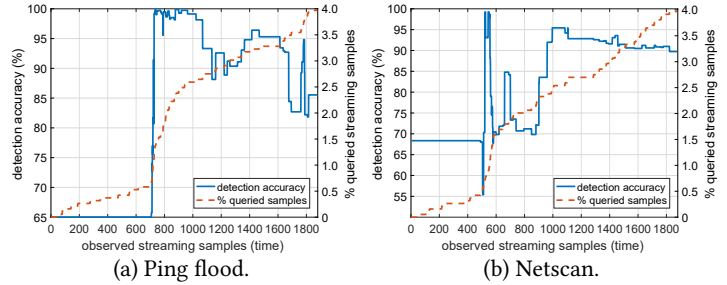 100
95
90
85
80
75
70
65
detection accuracy (%)
0 200 400 600 800 1000 1200 1400 1600 1800
observed streaming samples (time)
4.0
3.5
3.0
2.5
2.0
1.5
1.0
0.5
0
% queried streaming samples
detection accuracy
% queried samples
(a) Ping flood.
100
95
90
85
80
75
70
65
60
55
detection accuracy (%)
0 200 400 600 800 1000 1200 1400 1600 1800
observed streaming samples (time)
4.0
3.5
3.0
2.5
2.0
1.5
1.0
0.5
0
% queried streaming samples
detection accuracy
% queried samples
(b) Netscan.